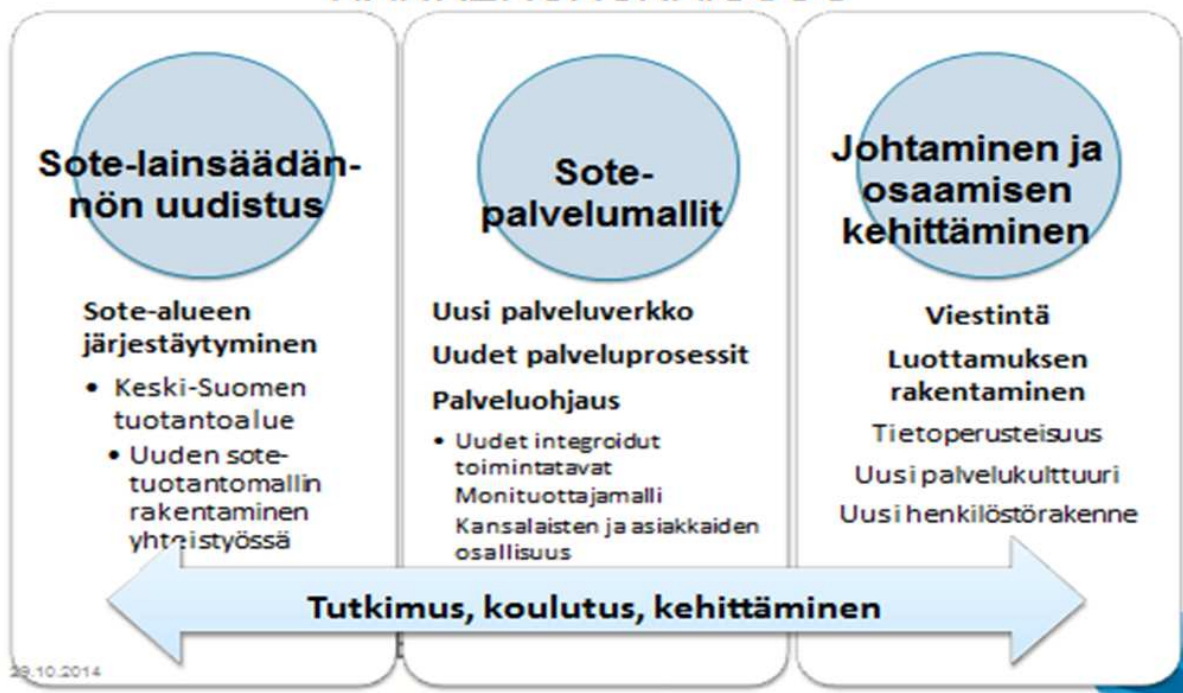 Sote-lainsäädän-
nön uudistus
Sote-alueen
järjestäytyminen
• Keski-Suomen
tuotantoalue
• Uuden sote-
tuotantomallin
rakentaminen
yhteistyössä
Sote-
palvelumallit
Uusi palveluverkko
Uudet palveluprosessit
Palveluohjaus
• Uudet integroidut
toimintatavat
Monituottajamalli
Kansalaisten ja asiakkaiden
osallisuus
Johtaminen ja
osaamisen
kehittäminen
Viestintä
Luottamuksen
rakentaminen
Tietoperusteisuus
Uusi palvelukulttuuri
Uusi henkilöstörakenne
Tutkimus, koulutus, kehittäminen
29.10.2014